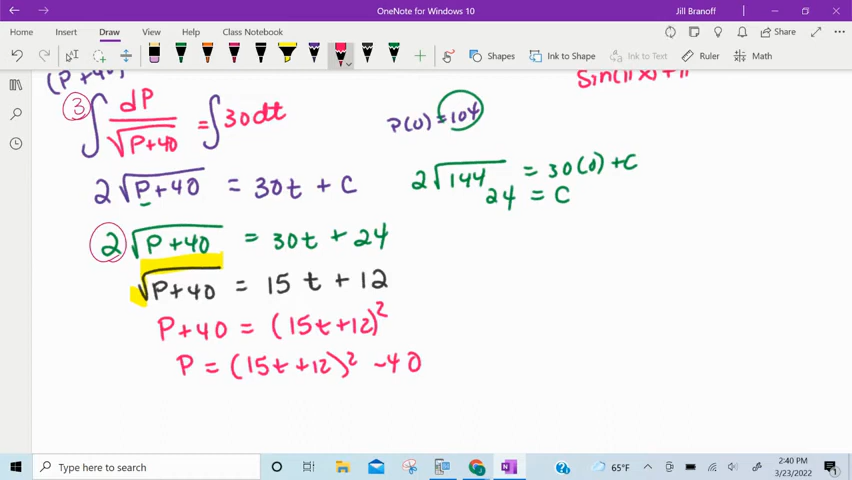 OneNote for Windows 10
Jill Branoff
Home Insert Draw View Help Class Notebook
Share
Shapes Ink to Shape Ink to Text Ruler Math
(P+40)
③ ∫ dP/√(P+40) = ∫ 30dt
P(0) = 104
2√(P+40) = 30t + C
2√144 = 30(0) + C
24 = C
2√(P+40) = 30t + 24
√(P+40) = 15t + 12
P+40 = (15t+12)²
P = (15t+12)² - 40
Type here to search
65°F
2:40 PM
3/23/2022